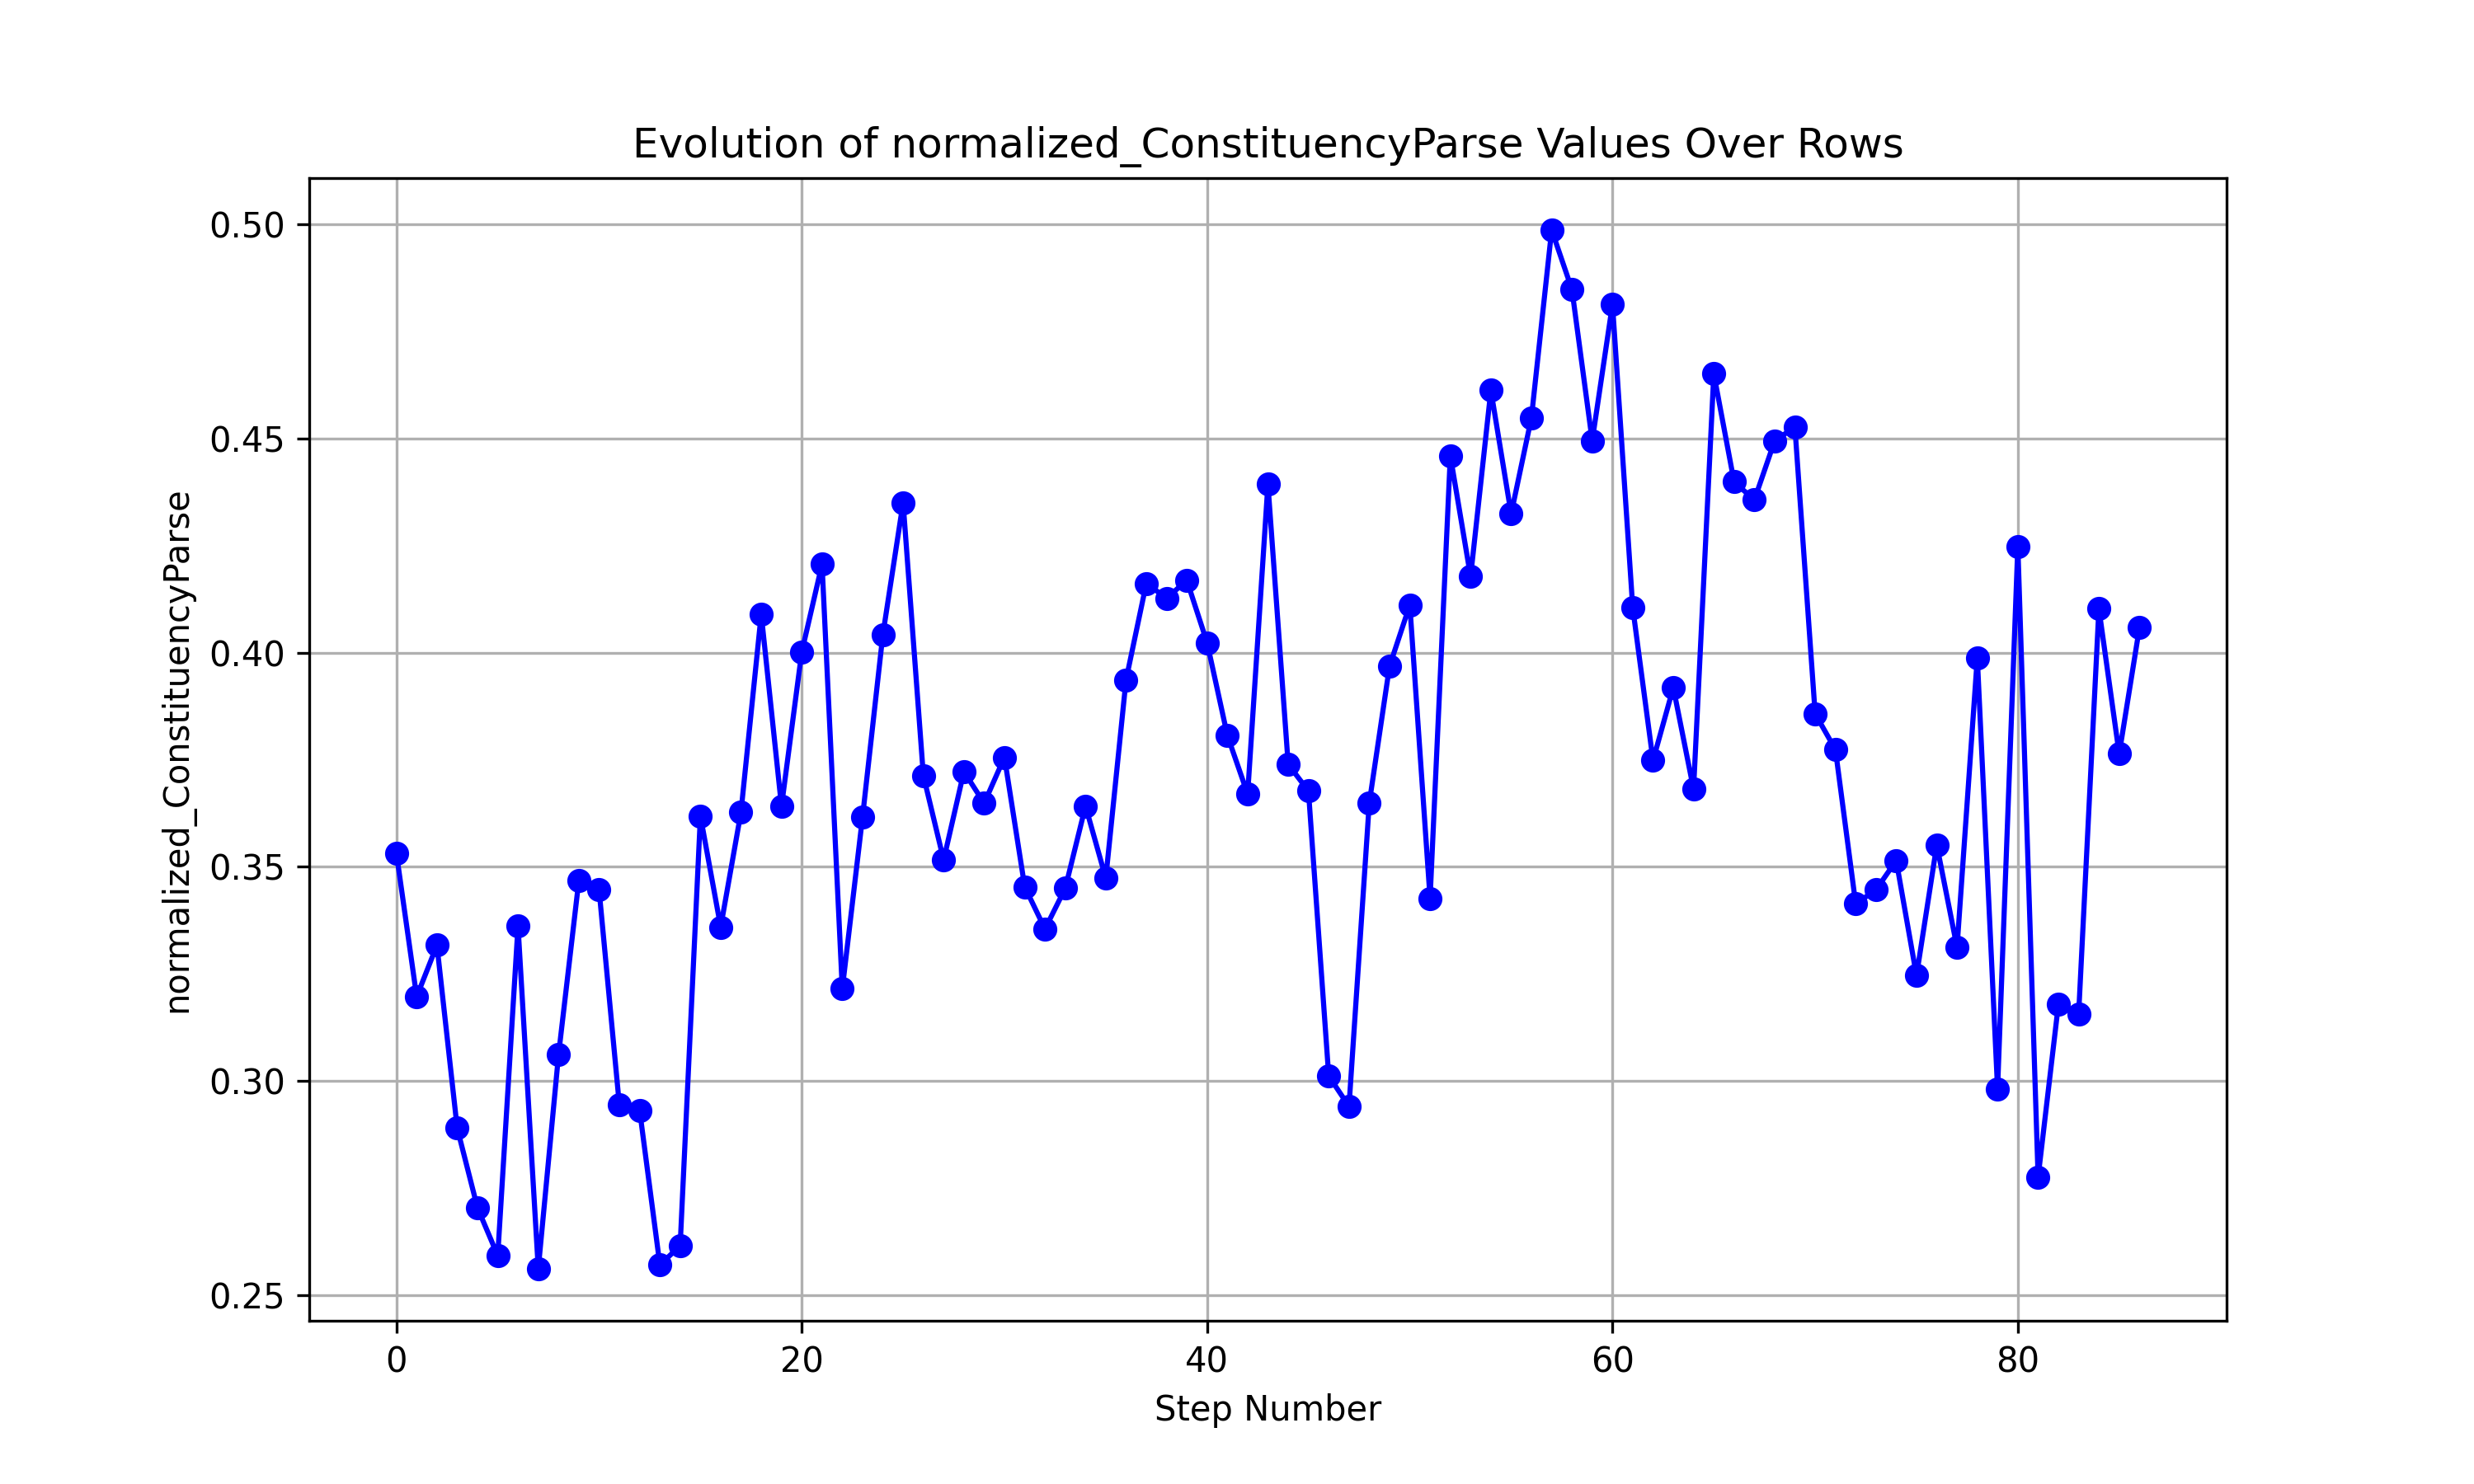 Evolution of normalized_ConstituencyParse Values Over Rows
normalized_ConstituencyParse
0.50
0.45
0.40
0.35
0.30
0.25
0 20 40 60 80
Step Number